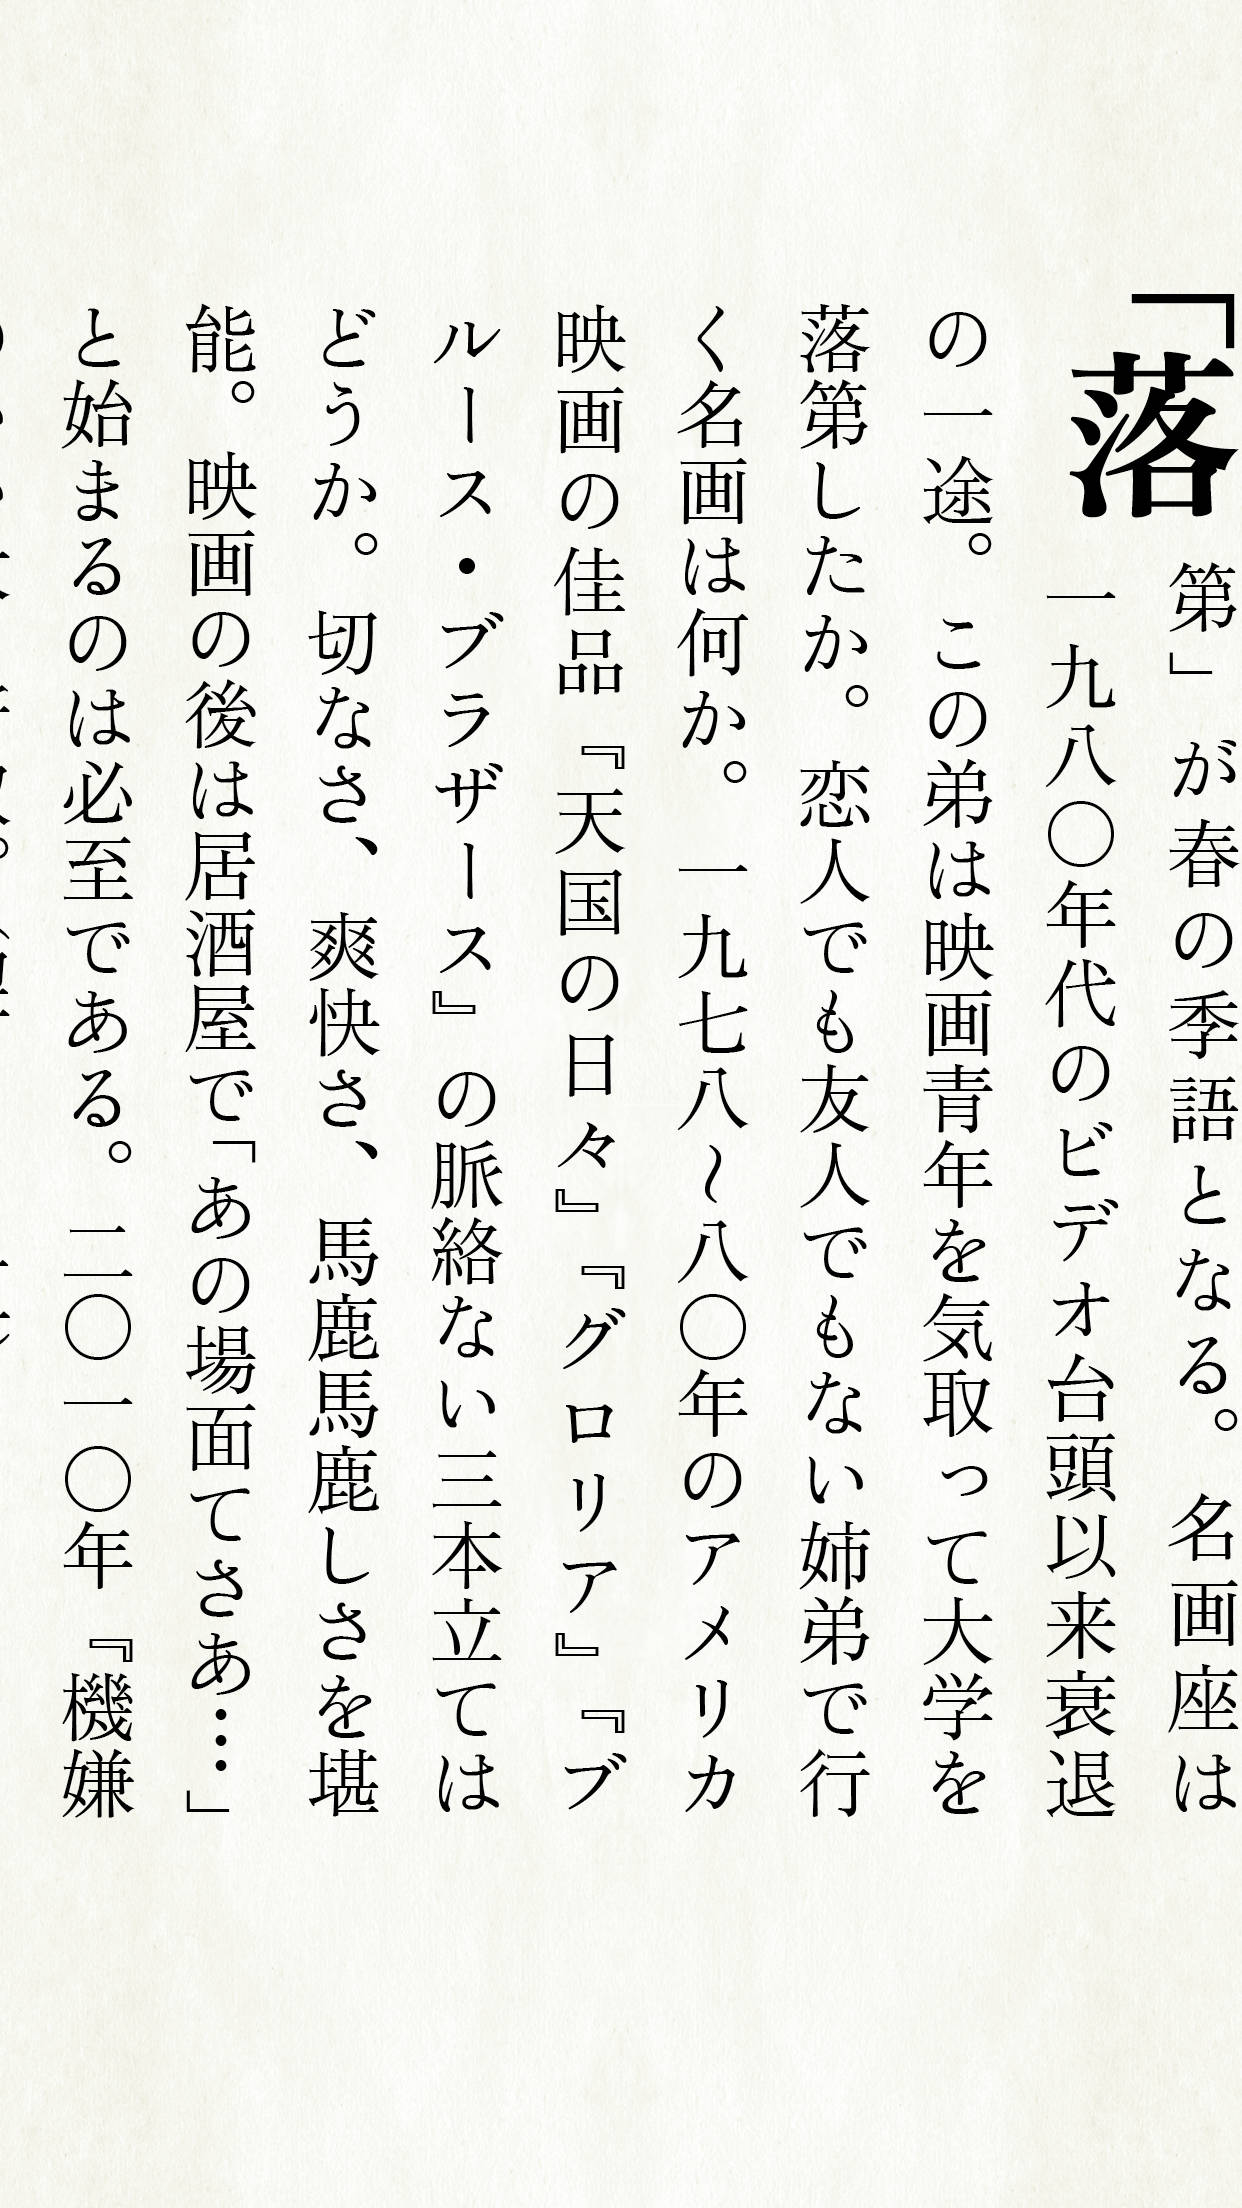 「落第」が春の季語となる。名画座は
一九八〇年代のビデオ台頭以来衰退
の一途。この弟は映画青年を気取って大学を
落第したか。恋人でも友人でもない姉弟で行
く名画は何か。一九七八～八〇年のアメリカ
映画の佳品『天国の日々』『グロリア』『ブ
ルース・ブラザース』の脈絡ない三本立ては
どうか。切なさ、爽快さ、馬鹿馬鹿しさを堪
能。映画の後は居酒屋で「あの場面てさあ…」
と始まるのは必至である。二〇一〇年『機嫌